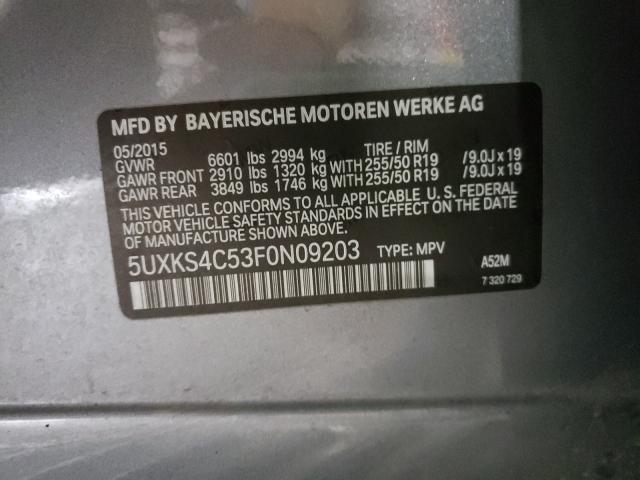 MFD BY BAYERISCHE MOTOREN WERKE AG
05/2015 TIRE / RIM
GVWR 6601 lbs 2994 kg
GAWR FRONT 2910 lbs 1320 kg WITH 255/50 R19 /9.0J x 19
GAWR REAR 3849 lbs 1746 kg WITH 255/50 R19 /9.0J x 19
THIS VEHICLE CONFORMS TO ALL APPLICABLE U.S. FEDERAL
MOTOR VEHICLE SAFETY STANDARDS IN EFFECT ON THE DATE OF
MANUFACTURE SHOWN ABOVE.
5UXKS4C53F0N09203 TYPE: MPV A52M
7 320 729